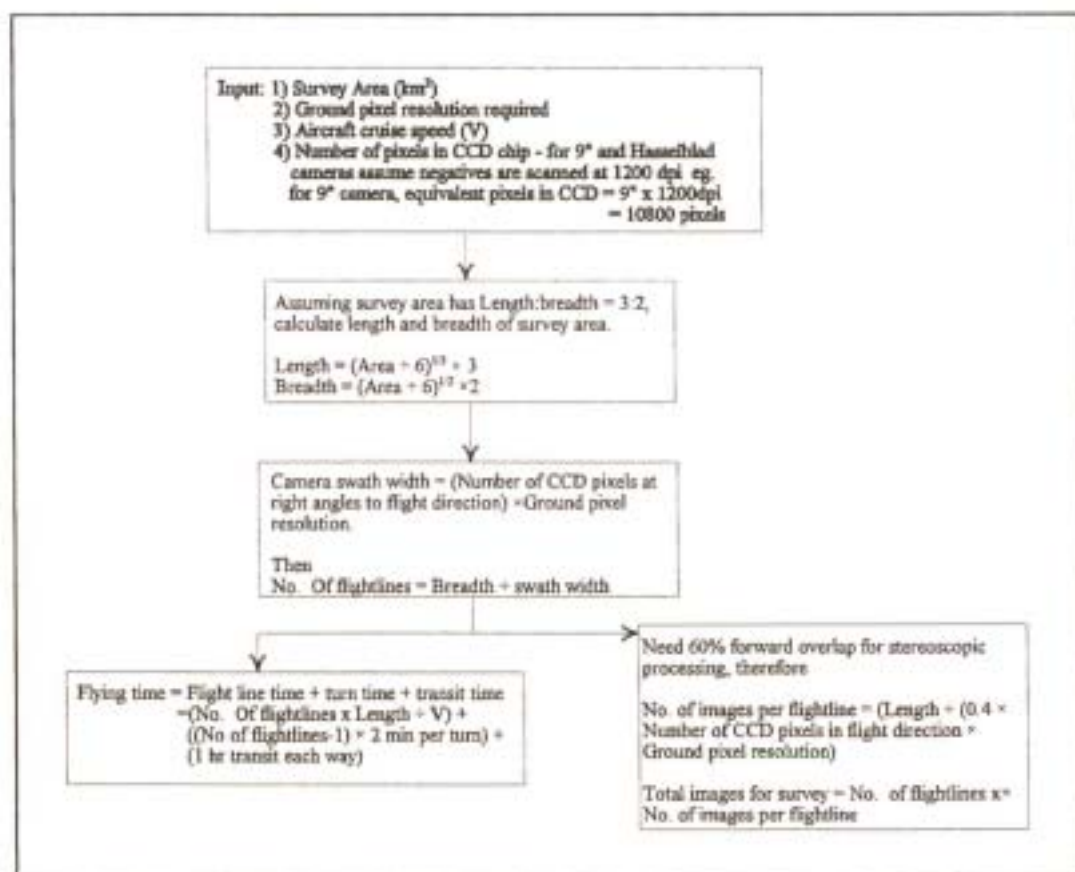 Input: 1) Survey Area (km²)
2) Ground pixel resolution required
3) Aircraft cruise speed (V)
4) Number of pixels in CCD chip - for 9" and Hasselblad
cameras assume negatives are scanned at 1200 dpi eg.
for 9" camera, equivalent pixels in CCD = 9" x 1200dpi
= 10800 pixels
Assuming survey area has Length:breadth = 3:2,
calculate length and breadth of survey area.
Length = (Area ÷ 6)^1/2 × 3
Breadth = (Area ÷ 6)^1/2 ×2
Camera swath width = (Number of CCD pixels at
right angles to flight direction) ×Ground pixel
resolution.
Then
No. Of flightlines = Breadth ÷ swath width
Flying time = Flight line time + turn time + transit time
=(No. Of flightlines x Length ÷ V) +
((No of flightlines-1) × 2 min per turn) +
(1 hr transit each way)
Need 60% forward overlap for stereoscopic
processing, therefore
No. of images per flightline = (Length ÷ (0.4 ×
Number of CCD pixels in flight direction ×
Ground pixel resolution)
Total images for survey = No. of flightlines x×
No. of images per flightline